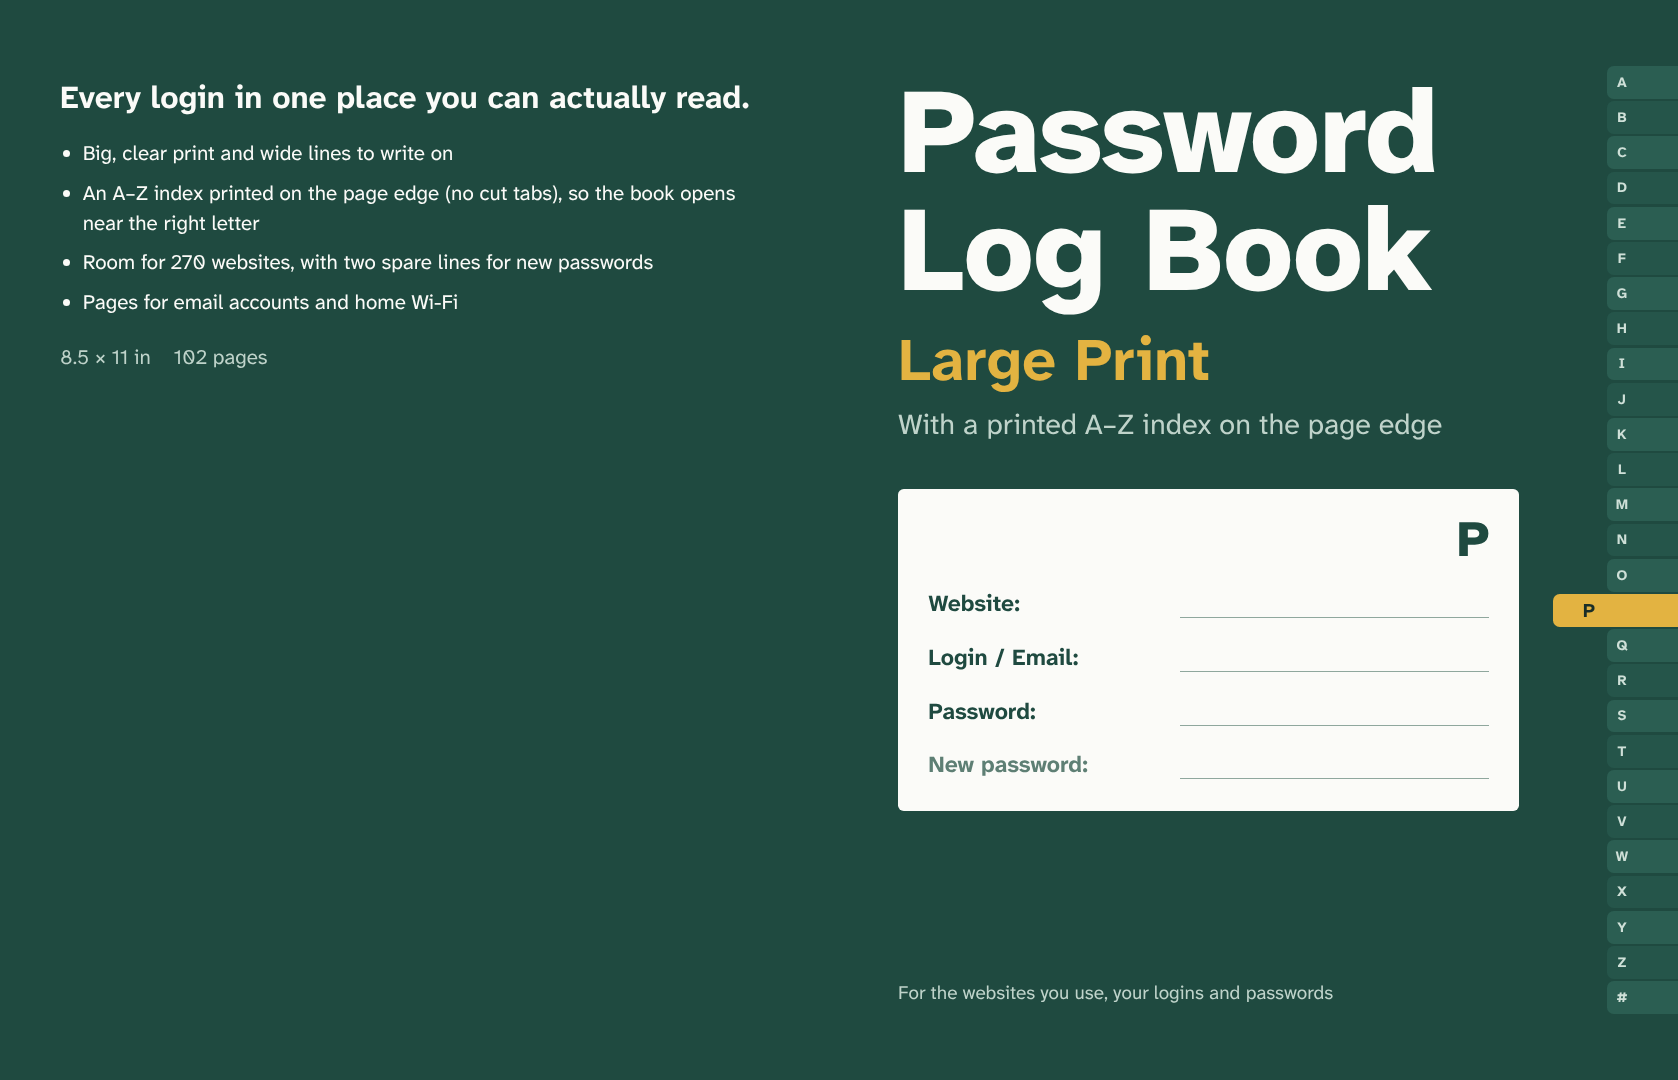 Every login in one place you can actually read.
• Big, clear print and wide lines to write on
• An A–Z index printed on the page edge (no cut tabs), so the book opens
near the right letter
• Room for 270 websites, with two spare lines for new passwords
• Pages for email accounts and home Wi-Fi
8.5 × 11 in 102 pages
Password
Log Book
Large Print
With a printed A–Z index on the page edge
P
Website:
Login / Email:
Password:
New password:
For the websites you use, your logins and passwords
A
B
C
D
E
F
G
H
I
J
K
L
M
N
O
P
Q
R
S
T
U
V
W
X
Y
Z
#